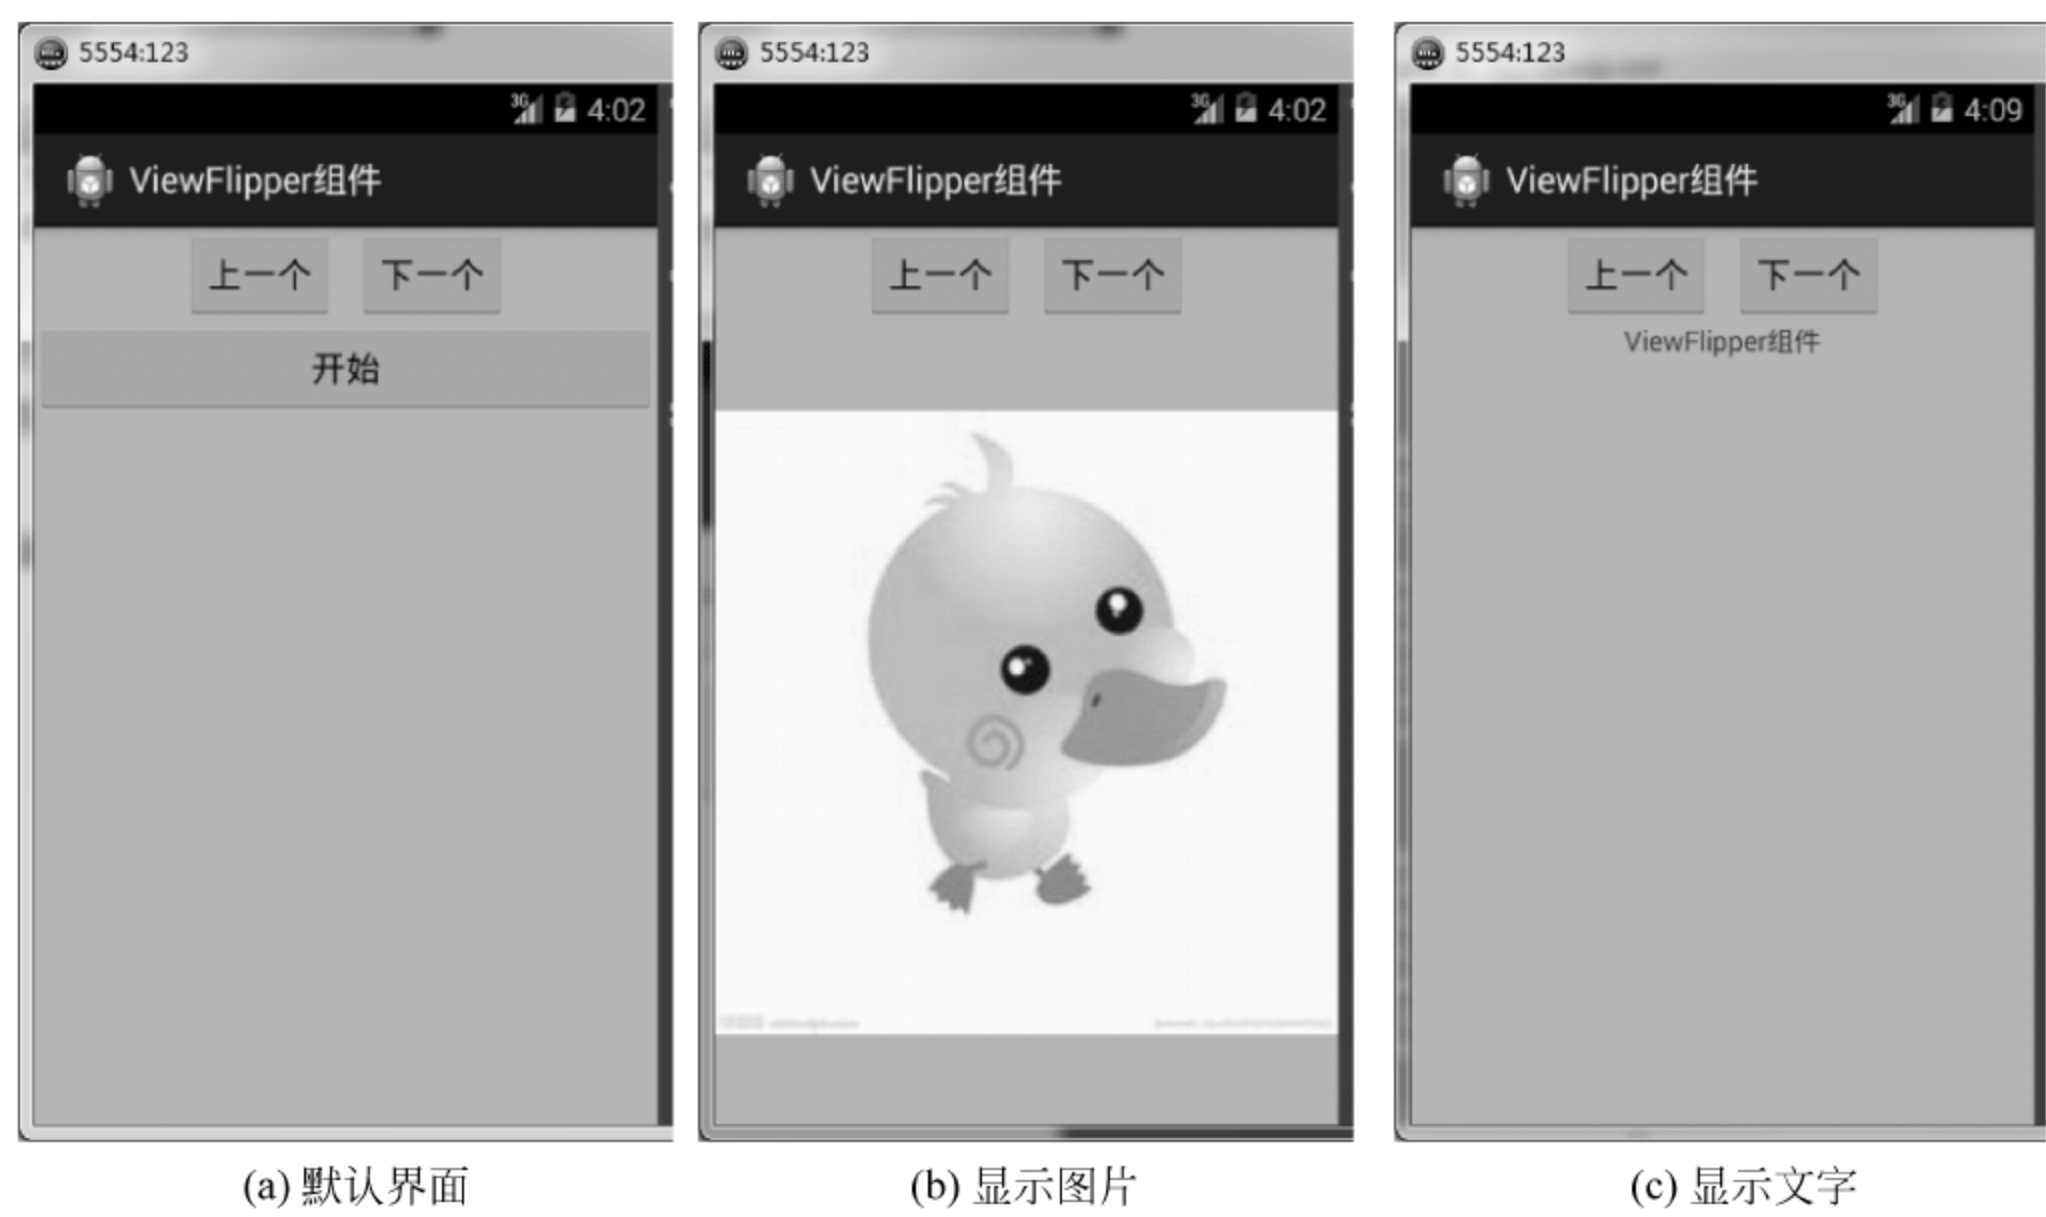 5554:123
3G 4:02
ViewFlipper组件
上一个 下一个
开始
(a) 默认界面
5554:123
3G 4:02
ViewFlipper组件
上一个 下一个
(b) 显示图片
5554:123
3G 4:09
ViewFlipper组件
上一个 下一个
ViewFlipper组件
(c) 显示文字